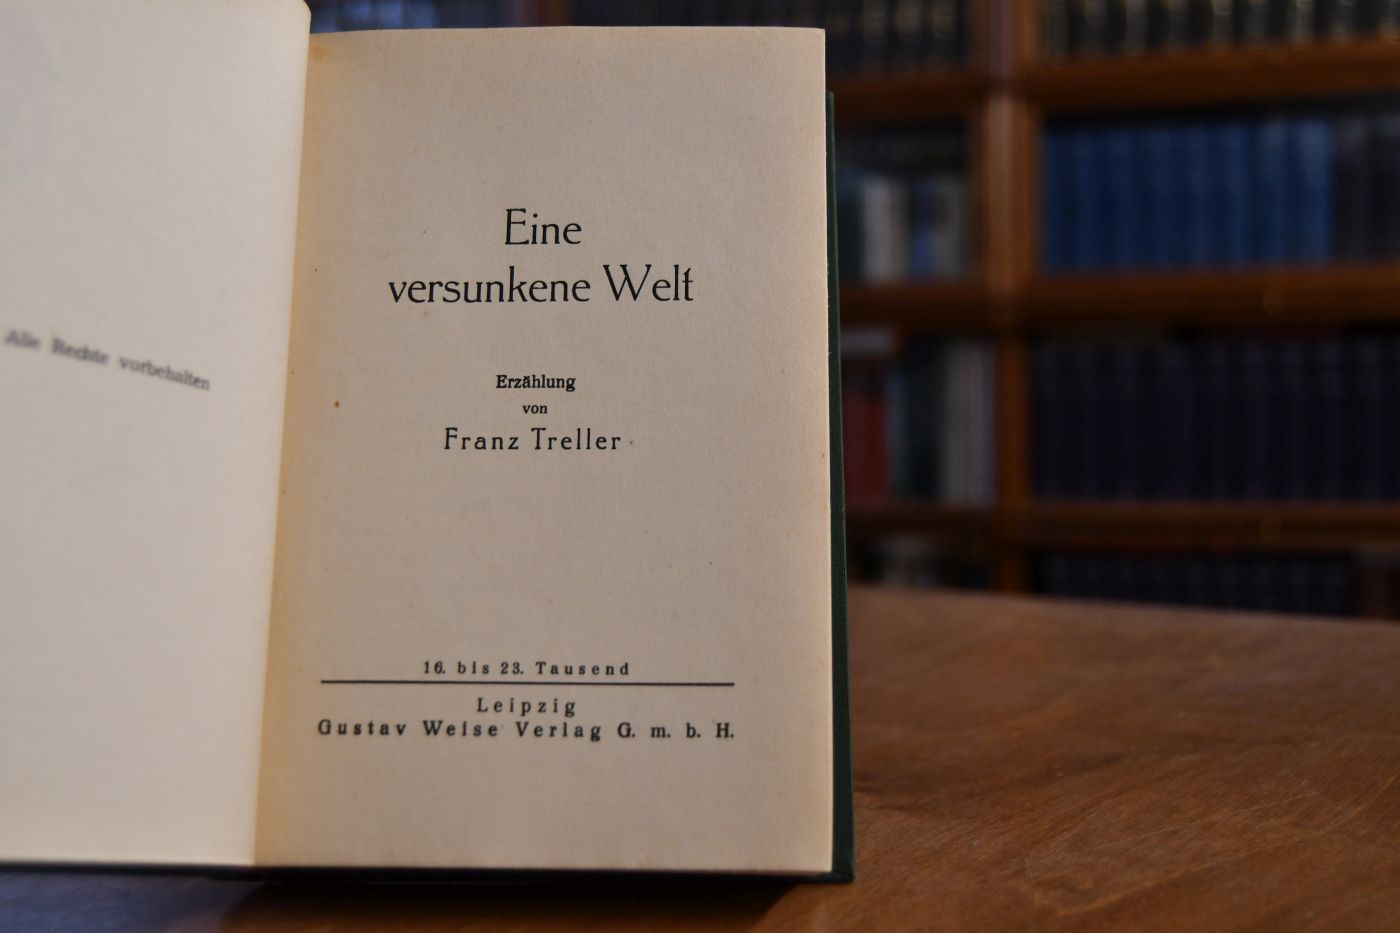 Alle Rechte vorbehalten
Eine
versunkene Welt
Erzählung
von
Franz Treller
16. bis 23. Tausend
Leipzig
Gustav Weise Verlag G. m. b. H.